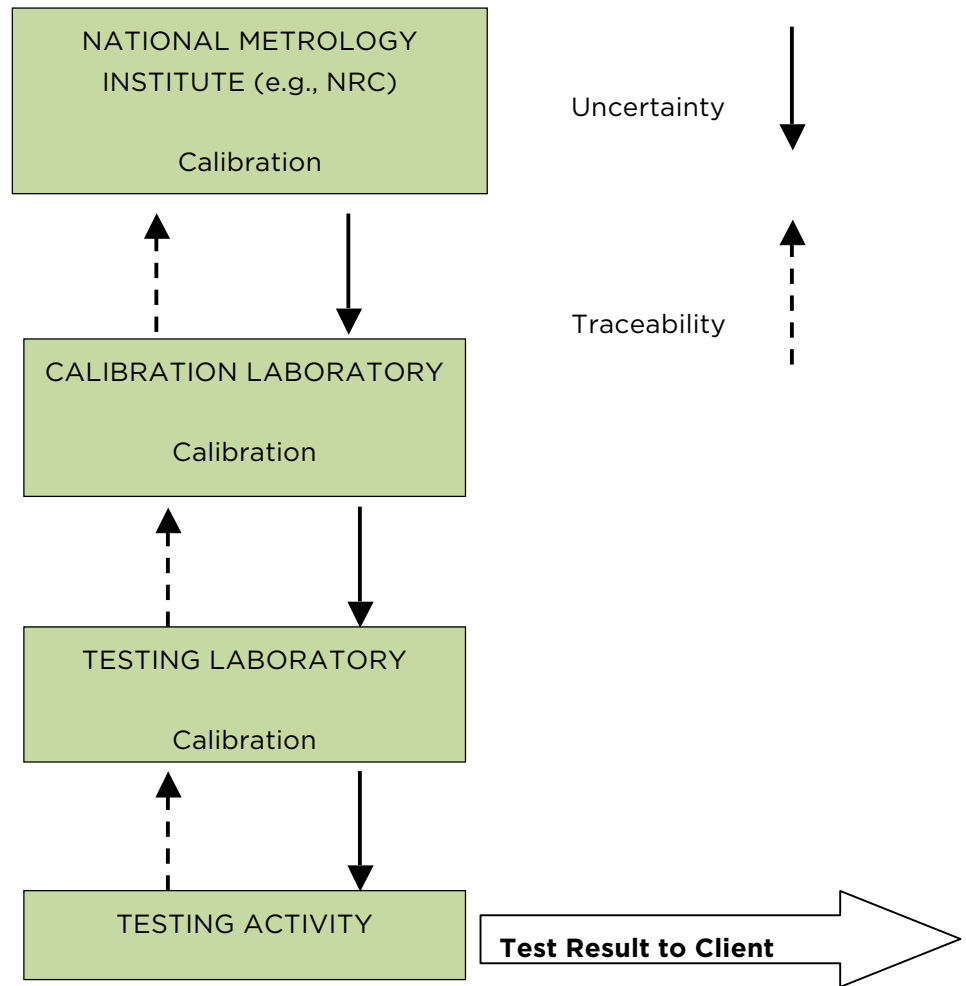 NATIONAL METROLOGY
INSTITUTE (e.g., NRC)
Calibration
Uncertainty
Traceability
CALIBRATION LABORATORY
Calibration
TESTING LABORATORY
Calibration
TESTING ACTIVITY
Test Result to Client